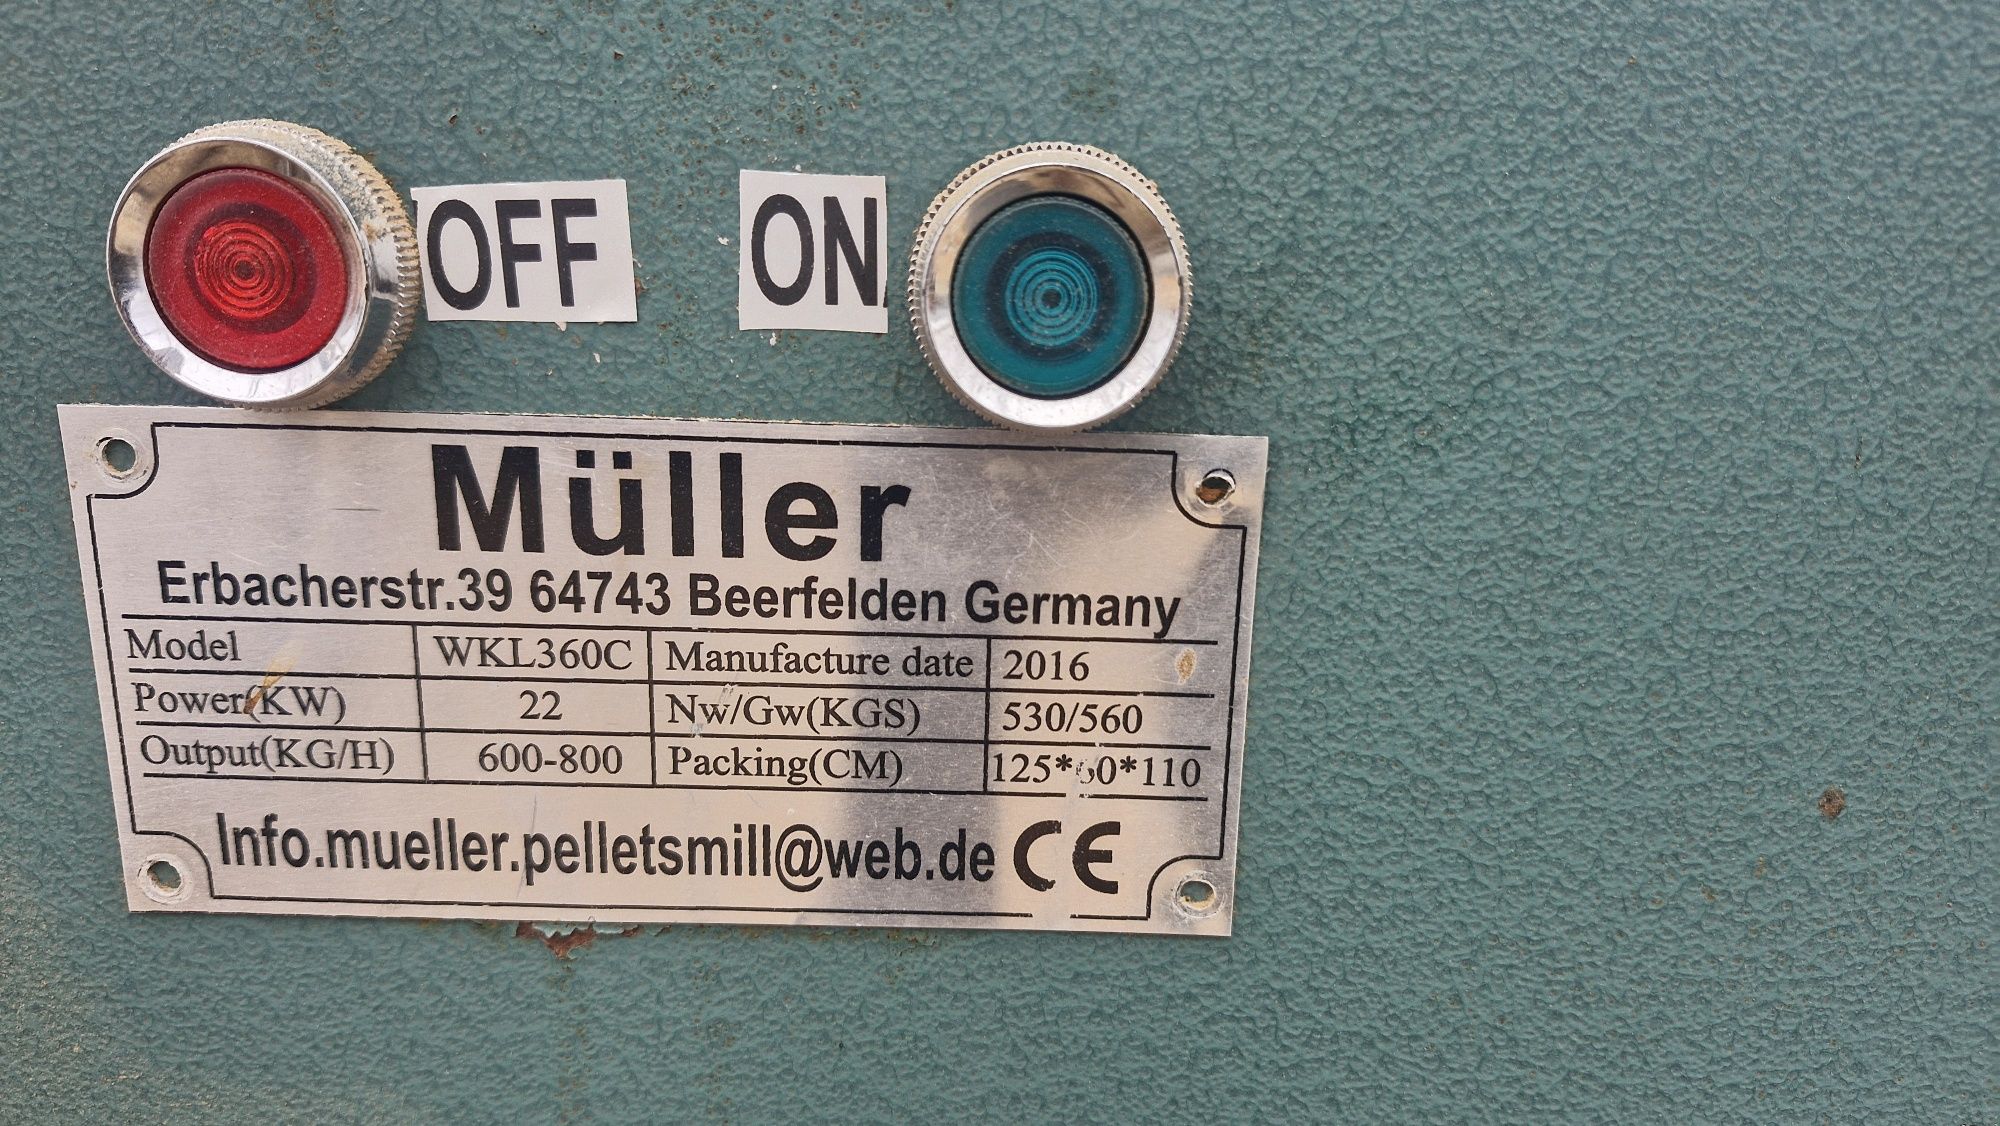 OFF ON
Müller
Erbacherstr.39 64743 Beerfelden Germany
Model WKL360C Manufacture date 2016
Power(KW) 22 Nw/Gw(KGS) 530/560
Output(KG/H) 600-800 Packing(CM)
Info.mueller.pelletsmill@web.de CE